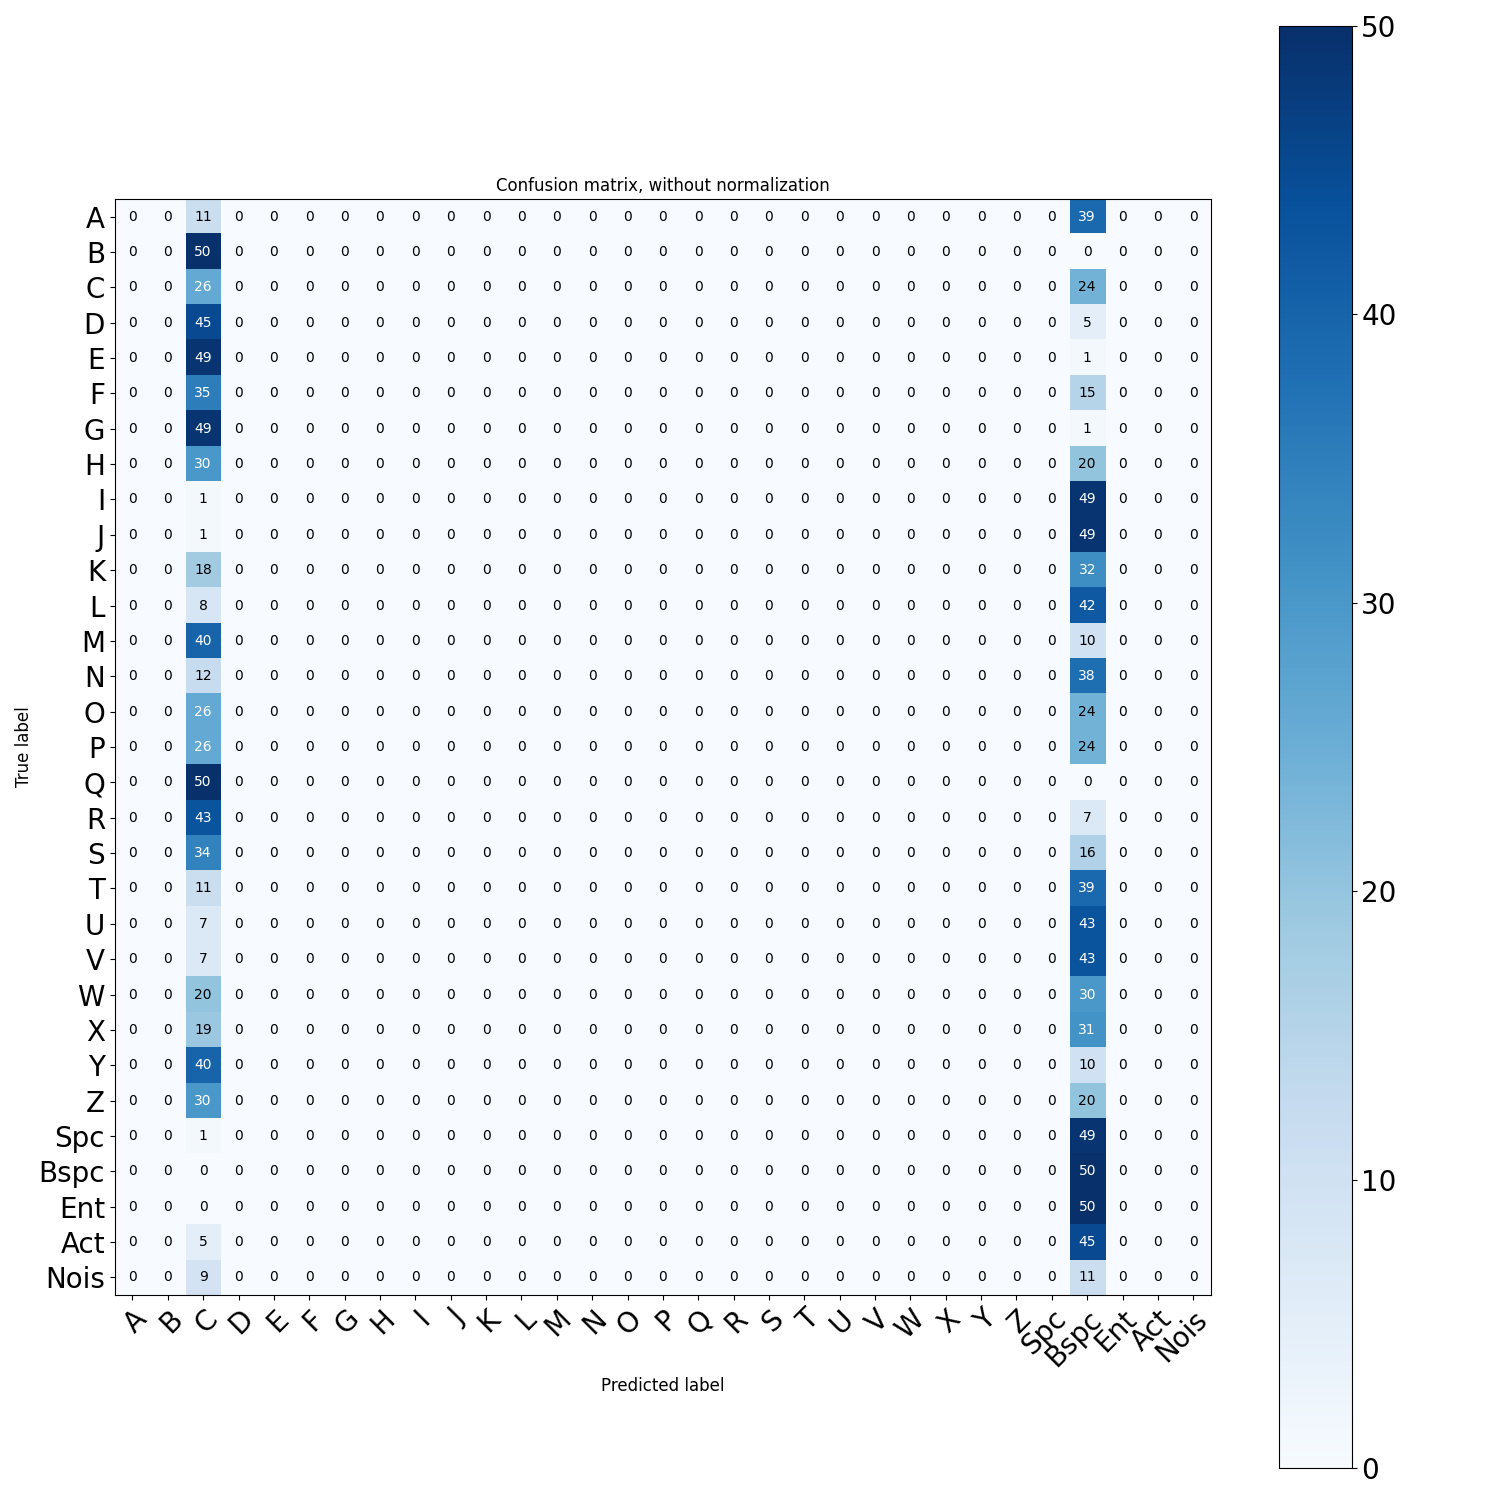 Confusion matrix, without normalization
A 0 0 11 0 0 0 0 0 0 0 0 0 0 0 0 0 0 0 0 0 0 0 0 0 0 0 0 39 0 0 0
B 0 0 50 0 0 0 0 0 0 0 0 0 0 0 0 0 0 0 0 0 0 0 0 0 0 0 0 0 0 0 0
C 0 0 26 0 0 0 0 0 0 0 0 0 0 0 0 0 0 0 0 0 0 0 0 0 0 0 0 24 0 0 0
D 0 0 45 0 0 0 0 0 0 0 0 0 0 0 0 0 0 0 0 0 0 0 0 0 0 0 0 5 0 0 0
E 0 0 49 0 0 0 0 0 0 0 0 0 0 0 0 0 0 0 0 0 0 0 0 0 0 0 0 1 0 0 0
F 0 0 35 0 0 0 0 0 0 0 0 0 0 0 0 0 0 0 0 0 0 0 0 0 0 0 0 15 0 0 0
G 0 0 49 0 0 0 0 0 0 0 0 0 0 0 0 0 0 0 0 0 0 0 0 0 0 0 0 1 0 0 0
H 0 0 30 0 0 0 0 0 0 0 0 0 0 0 0 0 0 0 0 0 0 0 0 0 0 0 0 20 0 0 0
I 0 0 1 0 0 0 0 0 0 0 0 0 0 0 0 0 0 0 0 0 0 0 0 0 0 0 0 49 0 0 0
J 0 0 1 0 0 0 0 0 0 0 0 0 0 0 0 0 0 0 0 0 0 0 0 0 0 0 0 49 0 0 0
K 0 0 18 0 0 0 0 0 0 0 0 0 0 0 0 0 0 0 0 0 0 0 0 0 0 0 0 32 0 0 0
L 0 0 8 0 0 0 0 0 0 0 0 0 0 0 0 0 0 0 0 0 0 0 0 0 0 0 0 42 0 0 0
M 0 0 40 0 0 0 0 0 0 0 0 0 0 0 0 0 0 0 0 0 0 0 0 0 0 0 0 10 0 0 0
N 0 0 12 0 0 0 0 0 0 0 0 0 0 0 0 0 0 0 0 0 0 0 0 0 0 0 0 38 0 0 0
O 0 0 26 0 0 0 0 0 0 0 0 0 0 0 0 0 0 0 0 0 0 0 0 0 0 0 0 24 0 0 0
P 0 0 26 0 0 0 0 0 0 0 0 0 0 0 0 0 0 0 0 0 0 0 0 0 0 0 0 24 0 0 0
Q 0 0 50 0 0 0 0 0 0 0 0 0 0 0 0 0 0 0 0 0 0 0 0 0 0 0 0 0 0 0 0
R 0 0 43 0 0 0 0 0 0 0 0 0 0 0 0 0 0 0 0 0 0 0 0 0 0 0 0 7 0 0 0
S 0 0 34 0 0 0 0 0 0 0 0 0 0 0 0 0 0 0 0 0 0 0 0 0 0 0 0 16 0 0 0
T 0 0 11 0 0 0 0 0 0 0 0 0 0 0 0 0 0 0 0 0 0 0 0 0 0 0 0 39 0 0 0
U 0 0 7 0 0 0 0 0 0 0 0 0 0 0 0 0 0 0 0 0 0 0 0 0 0 0 0 43 0 0 0
V 0 0 7 0 0 0 0 0 0 0 0 0 0 0 0 0 0 0 0 0 0 0 0 0 0 0 0 43 0 0 0
W 0 0 20 0 0 0 0 0 0 0 0 0 0 0 0 0 0 0 0 0 0 0 0 0 0 0 0 30 0 0 0
X 0 0 19 0 0 0 0 0 0 0 0 0 0 0 0 0 0 0 0 0 0 0 0 0 0 0 0 31 0 0 0
Y 0 0 40 0 0 0 0 0 0 0 0 0 0 0 0 0 0 0 0 0 0 0 0 0 0 0 0 10 0 0 0
Z 0 0 30 0 0 0 0 0 0 0 0 0 0 0 0 0 0 0 0 0 0 0 0 0 0 0 0 20 0 0 0
Spc 0 0 1 0 0 0 0 0 0 0 0 0 0 0 0 0 0 0 0 0 0 0 0 0 0 0 0 49 0 0 0
Bspc 0 0 0 0 0 0 0 0 0 0 0 0 0 0 0 0 0 0 0 0 0 0 0 0 0 0 0 50 0 0 0
Ent 0 0 0 0 0 0 0 0 0 0 0 0 0 0 0 0 0 0 0 0 0 0 0 0 0 0 0 50 0 0 0
Act 0 0 5 0 0 0 0 0 0 0 0 0 0 0 0 0 0 0 0 0 0 0 0 0 0 0 0 45 0 0 0
Nois 0 0 9 0 0 0 0 0 0 0 0 0 0 0 0 0 0 0 0 0 0 0 0 0 0 0 0 11 0 0 0
A B C D E F G H I J K L M N O P Q R S T U V W X Y Z Spc Bspc Ent Act Nois
Predicted label
True label
50
40
30
20
10
0